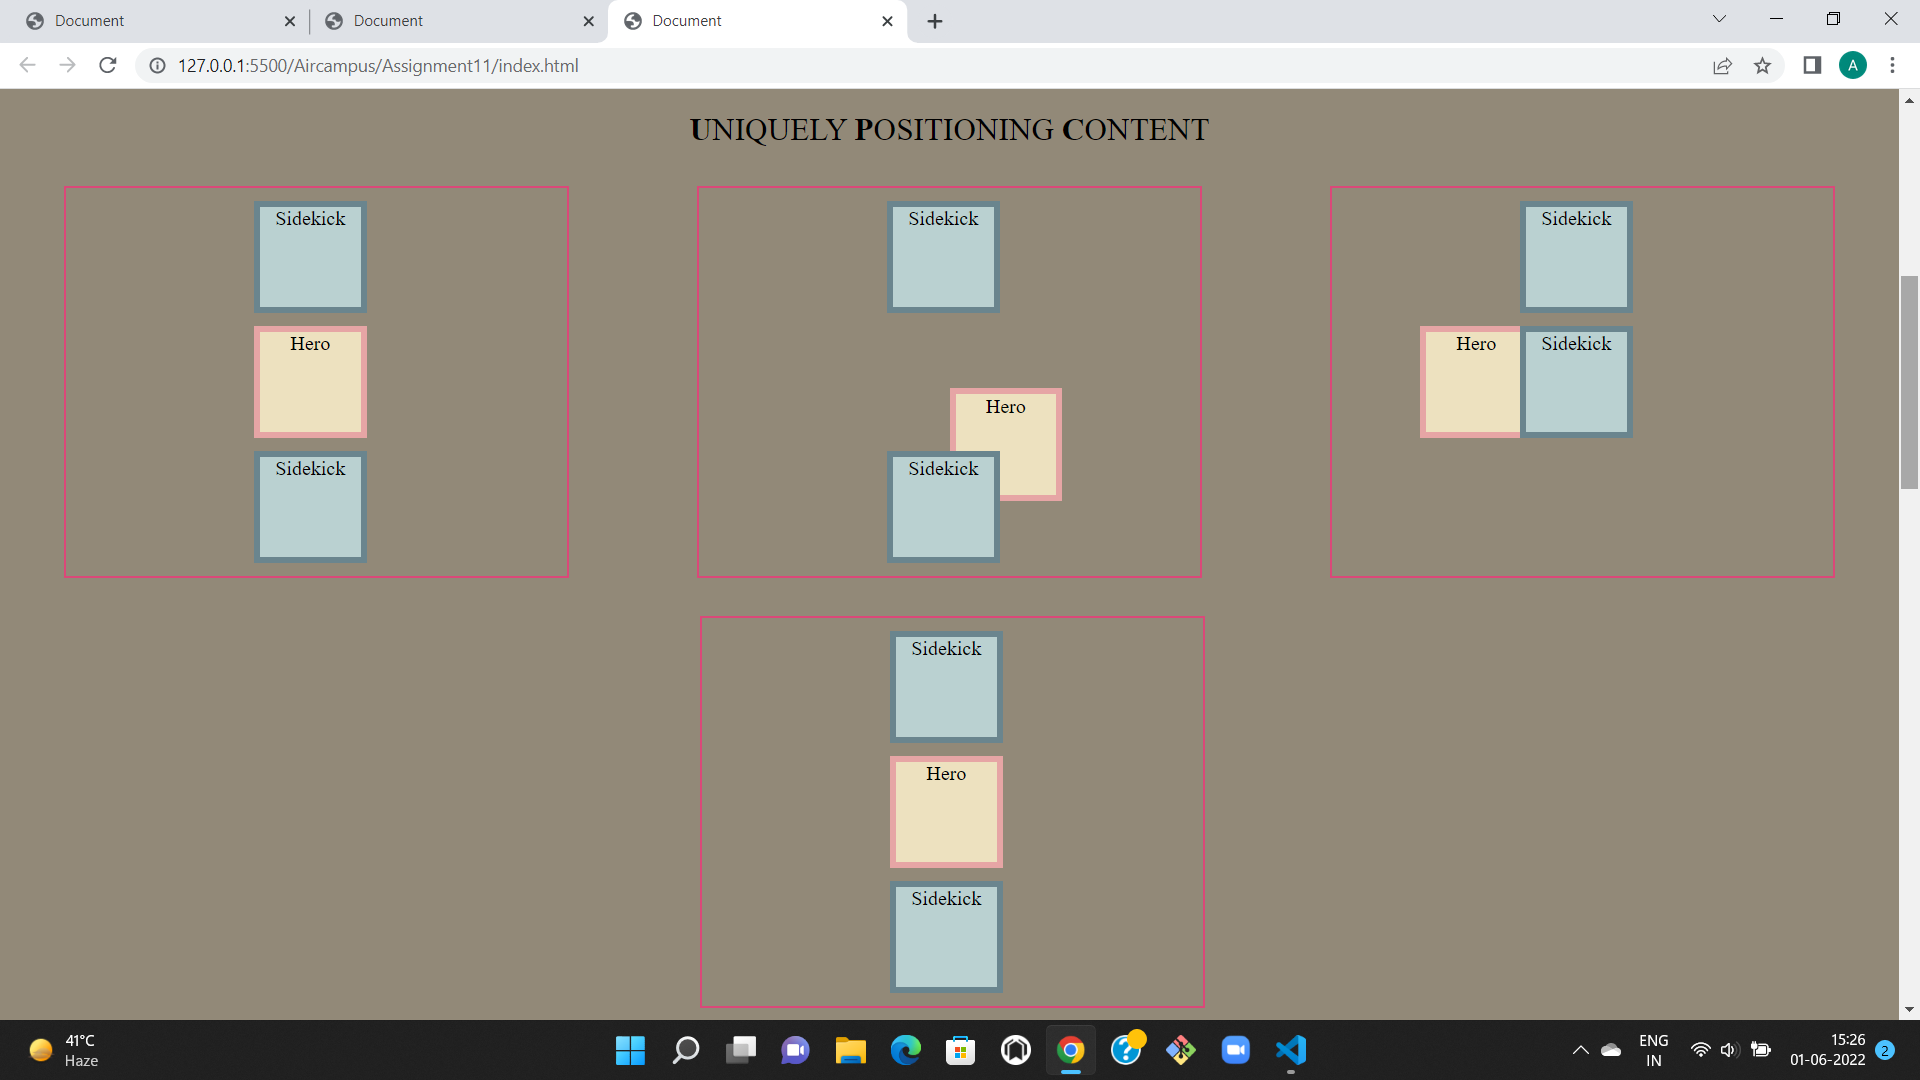 Document
Document
Document
127.0.0.1:5500/Aircampus/Assignment11/index.html
A
UNIQUELY POSITIONING CONTENT
Sidekick
Sidekick
Sidekick
Hero
Hero
Sidekick
Hero
Sidekick
Sidekick
Sidekick
Hero
Sidekick
41°C
Haze
ENG
IN
15:26
01-06-2022
2